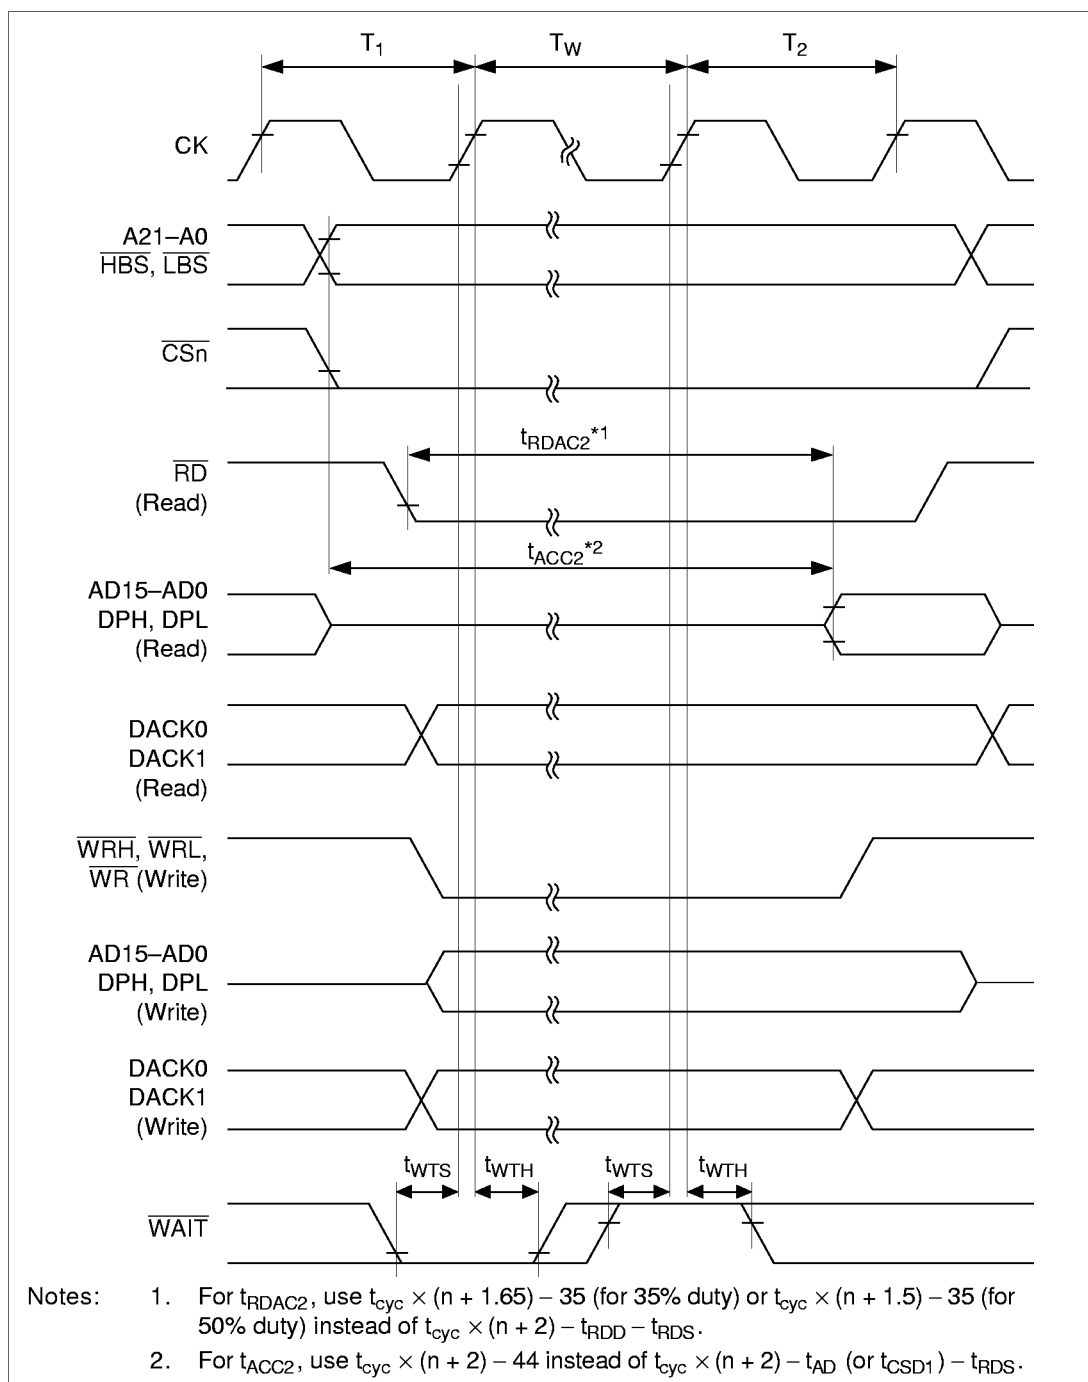 T1 TW T2
CK
A21–A0
HBS, LBS
CSn
tRDAC2*1
RD
(Read)
tACC2*2
AD15–AD0
DPH, DPL
(Read)
DACK0
DACK1
(Read)
WRH, WRL,
WR (Write)
AD15–AD0
DPH, DPL
(Write)
DACK0
DACK1
(Write)
tWTS tWTH tWTS tWTH
WAIT
Notes: 1. For tRDAC2, use tcyc × (n + 1.65) – 35 (for 35% duty) or tcyc × (n + 1.5) – 35 (for
50% duty) instead of tcyc × (n + 2) – tRDD – tRDS.
2. For tACC2, use tcyc × (n + 2) – 44 instead of tcyc × (n + 2) – tAD (or tCSD1) – tRDS.